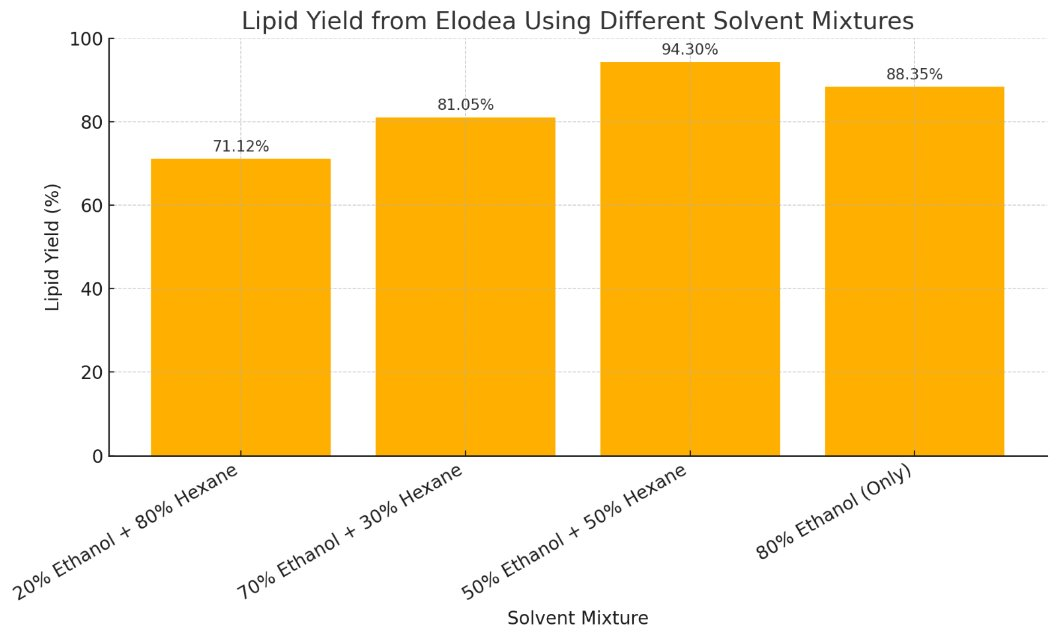 Lipid Yield from Elodea Using Different Solvent Mixtures
Lipid Yield (%)
100
80
60
40
20
0
71.12%
81.05%
94.30%
88.35%
20% Ethanol + 80% Hexane
70% Ethanol + 30% Hexane
50% Ethanol + 50% Hexane
80% Ethanol (Only)
Solvent Mixture